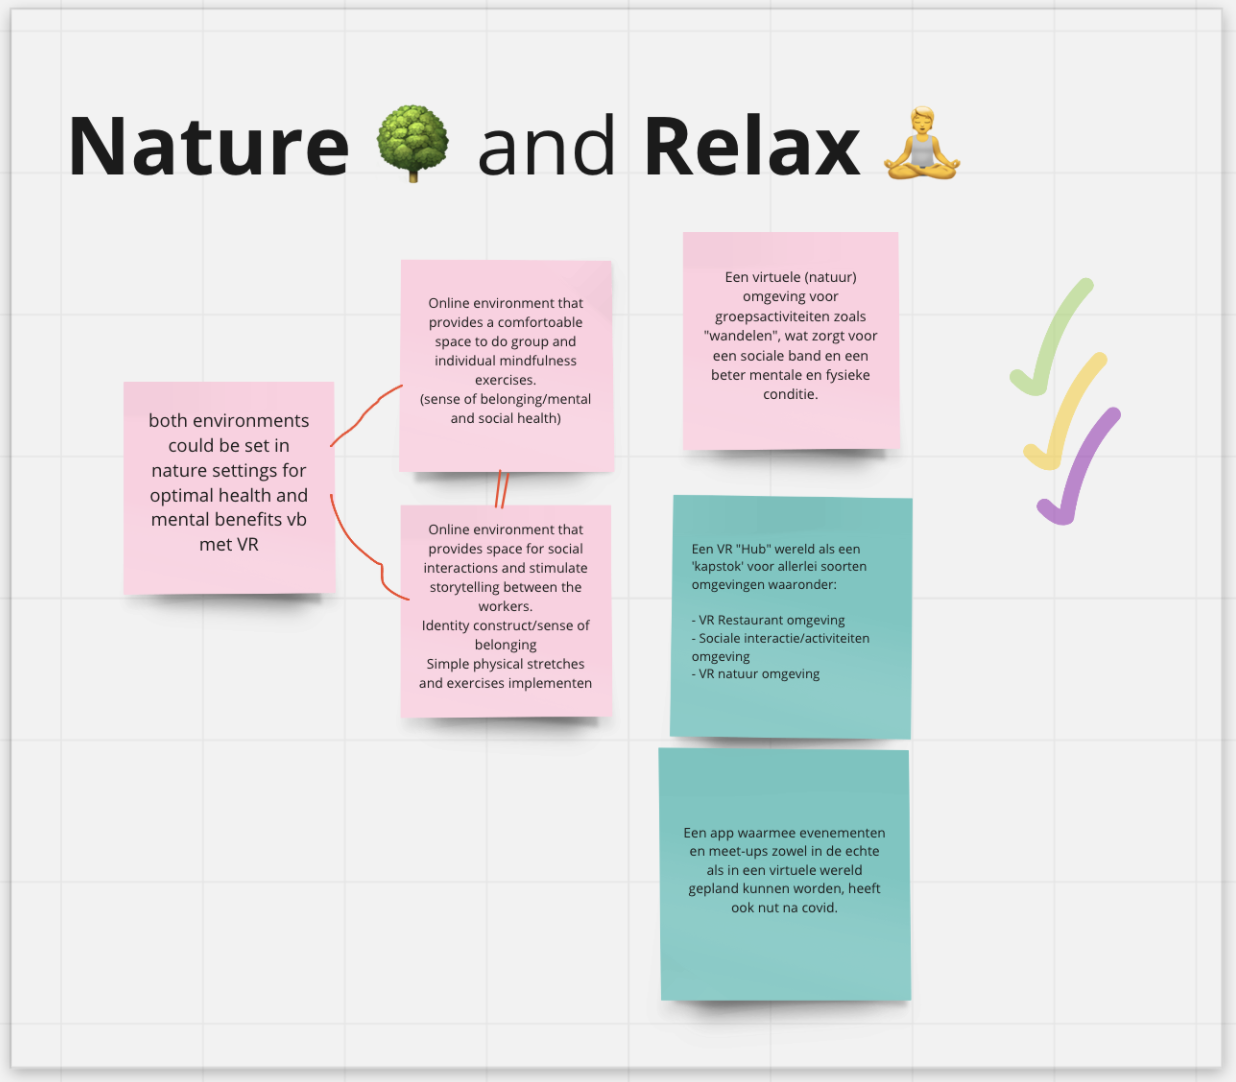 Nature 🌳 and Relax 🧘
both environments
could be set in
nature settings for
optimal health and
mental benefits vb
met VR
Online environment that
provides a comfortoable
space to do group and
individual mindfulness
exercises.
(sense of belonging/mental
and social health)
Online environment that
provides space for social
interactions and stimulate
storytelling between the
workers.
Identity construct/sense of
belonging
Simple physical stretches
and exercises implementen
Een virtuele (natuur)
omgeving voor
groepsactiviteiten zoals
"wandelen", wat zorgt voor
een sociale band en een
beter mentale en fysieke
conditie.
Een VR "Hub" wereld als een
'kapstok' voor allerlei soorten
omgevingen waaronder:
- VR Restaurant omgeving
- Sociale interactie/activiteiten
omgeving
- VR natuur omgeving
Een app waarmee evenementen
en meet-ups zowel in de echte
als in een virtuele wereld
gepland kunnen worden, heeft
ook nut na covid.